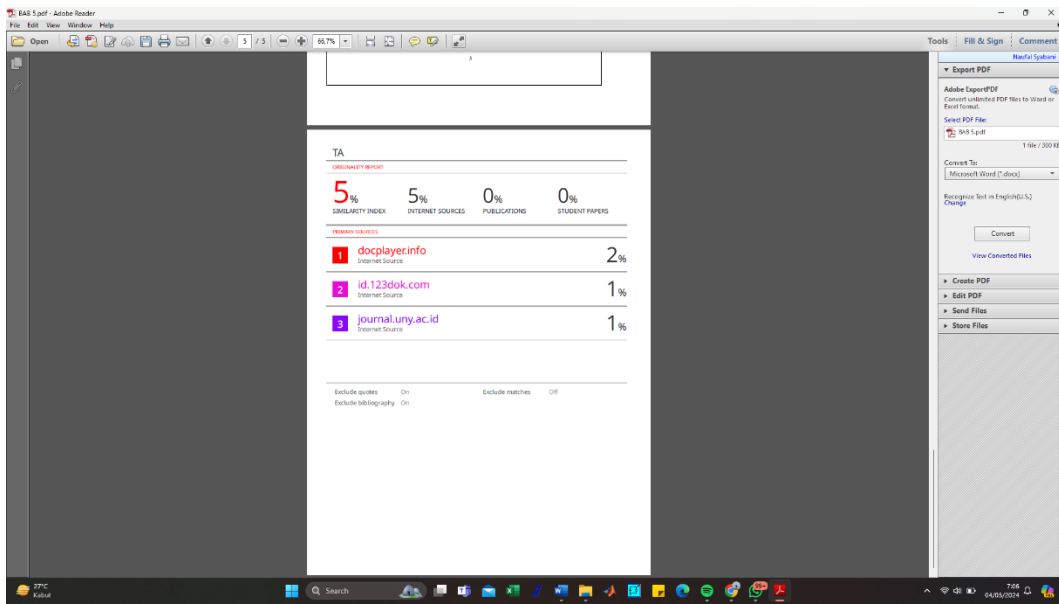 BAB 5.pdf - Adobe Reader
File Edit View Window Help
Open 5 / 5 66,7% Tools Fill & Sign Comment
Naufal Syabani
3
Export PDF
Adobe ExportPDF
Convert unlimited PDF files to Word or
Excel format.
Select PDF File:
BAB 5.pdf
1 file / 300 KB
Convert To:
Microsoft Word (*.docx)
Recognize Text in English(U.S.)
Change
Convert
View Converted Files
Create PDF
Edit PDF
Send Files
Store Files
TA
ORIGINALITY REPORT
5% 5% 0% 0%
SIMILARITY INDEX INTERNET SOURCES PUBLICATIONS STUDENT PAPERS
PRIMARY SOURCES
1 docplayer.info 2%
Internet Source
2 id.123dok.com 1%
Internet Source
3 journal.uny.ac.id 1%
Internet Source
Exclude quotes On Exclude matches Off
Exclude bibliography On
27°C
Kabut
Search
99+
7:06
04/05/2024